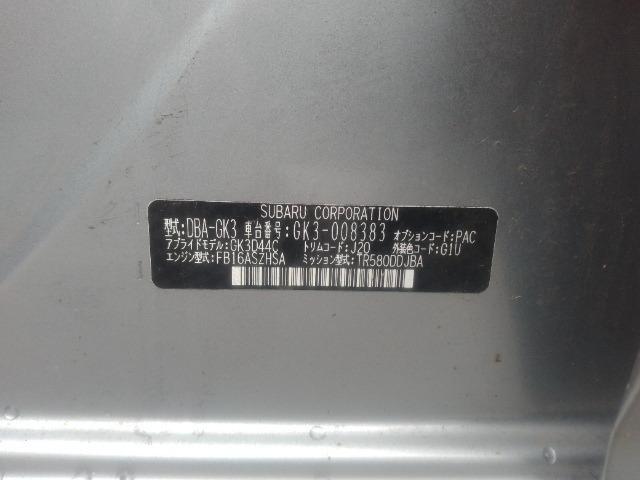 SUBARU CORPORATION
型式:DBA-GK3 車台番号:GK3-008383 オプションコード:PAC
アプライドモデル:GK3D44C トリムコード:J20 外装色コード:G1U
エンジン型式:FB16ASZHSA ミッション型式:TR580DDJBA